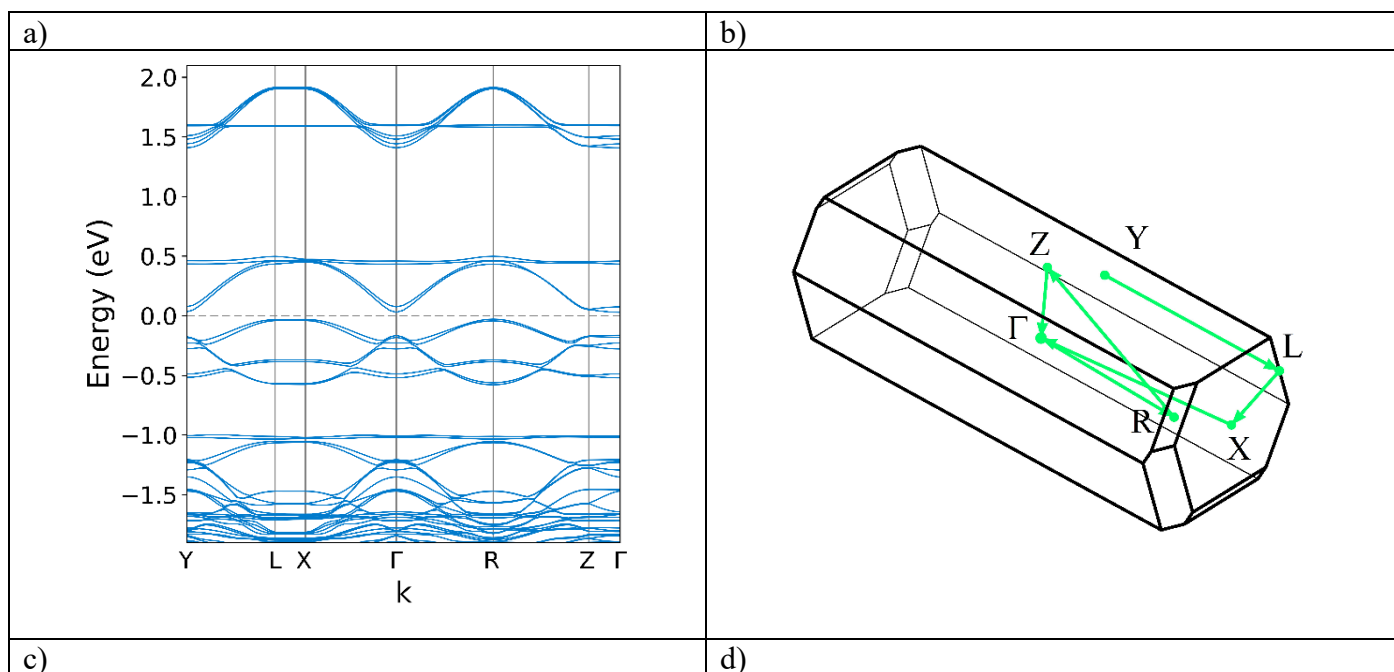 a)
b)
2.0
1.5
1.0
0.5
0.0
−0.5
−1.0
−1.5
Energy (eV)
Y L X Γ R Z Γ
k
Y
Z
Γ
L
R
X
c)
d)